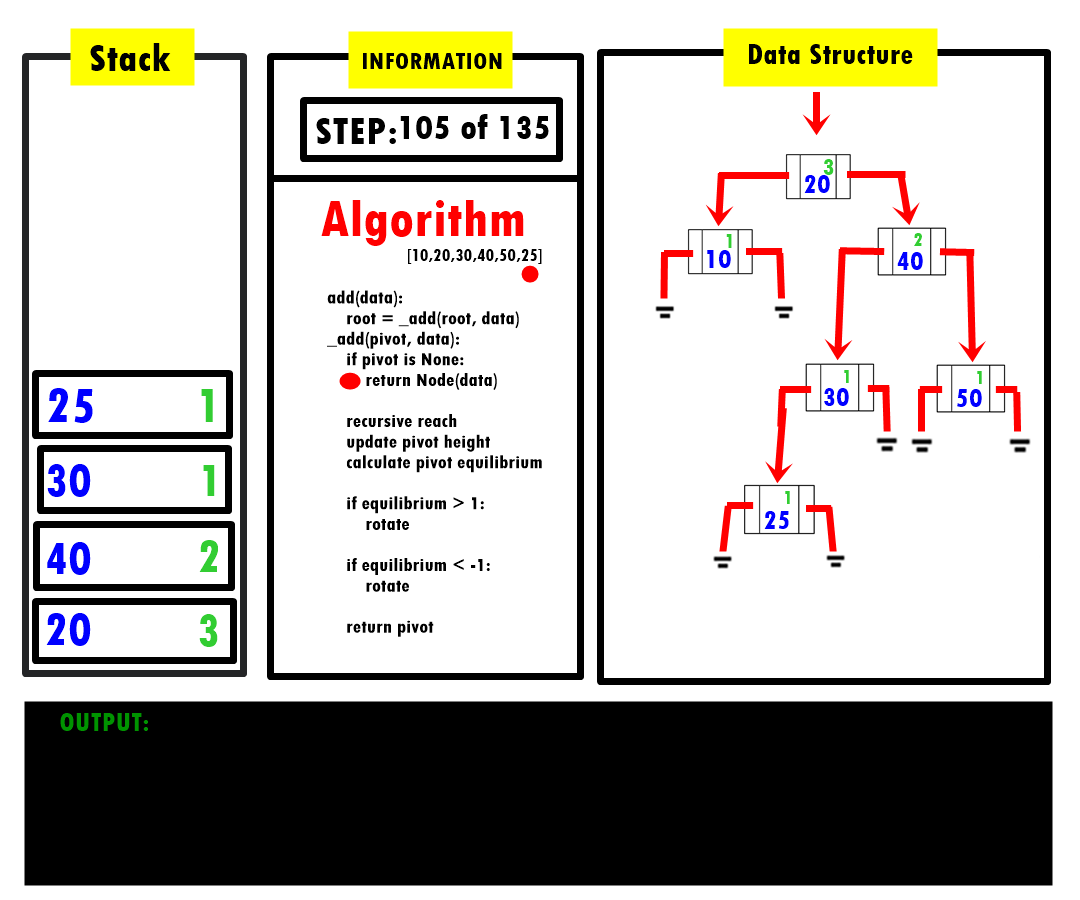 Stack
25 1
30 1
40 2
20 3
INFORMATION
STEP:105 of 135
Algorithm
[10,20,30,40,50,25]
add(data):
root = _add(root, data)
_add(pivot, data):
if pivot is None:
return Node(data)
recursive reach
update pivot height
calculate pivot equilibrium
if equilibrium > 1:
rotate
if equilibrium < -1:
rotate
return pivot
Data Structure
3
20
1
10
2
40
1
30
1
50
1
25
OUTPUT: